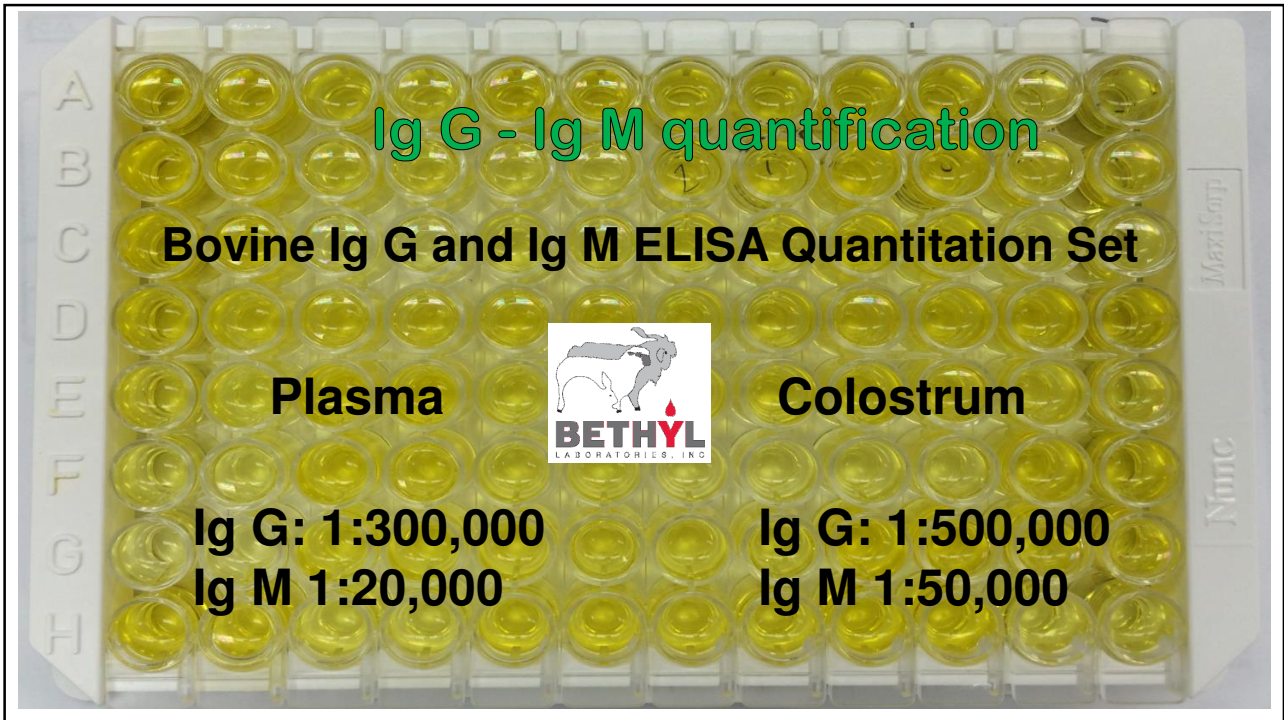 A
B
C
D
E
F
G
H
Ig G - Ig M quantification
Bovine Ig G and Ig M ELISA Quantitation Set
Plasma
BETHYL
LABORATORIES, INC
Colostrum
Ig G: 1:300,000
Ig M 1:20,000
Ig G: 1:500,000
Ig M 1:50,000
MaxiSorp
Nunc